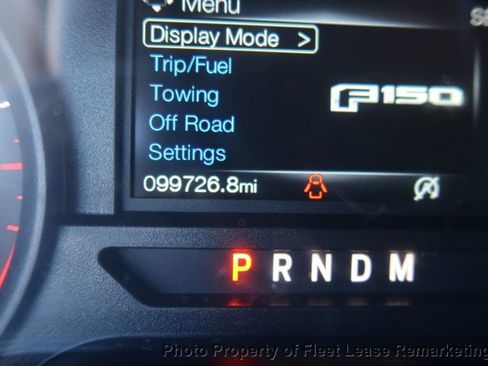 Menu
Display Mode >
Trip/Fuel
Towing
F150
Off Road
Settings
099726.8mi
P R N D M
Photo Property of Fleet Lease Remarketing